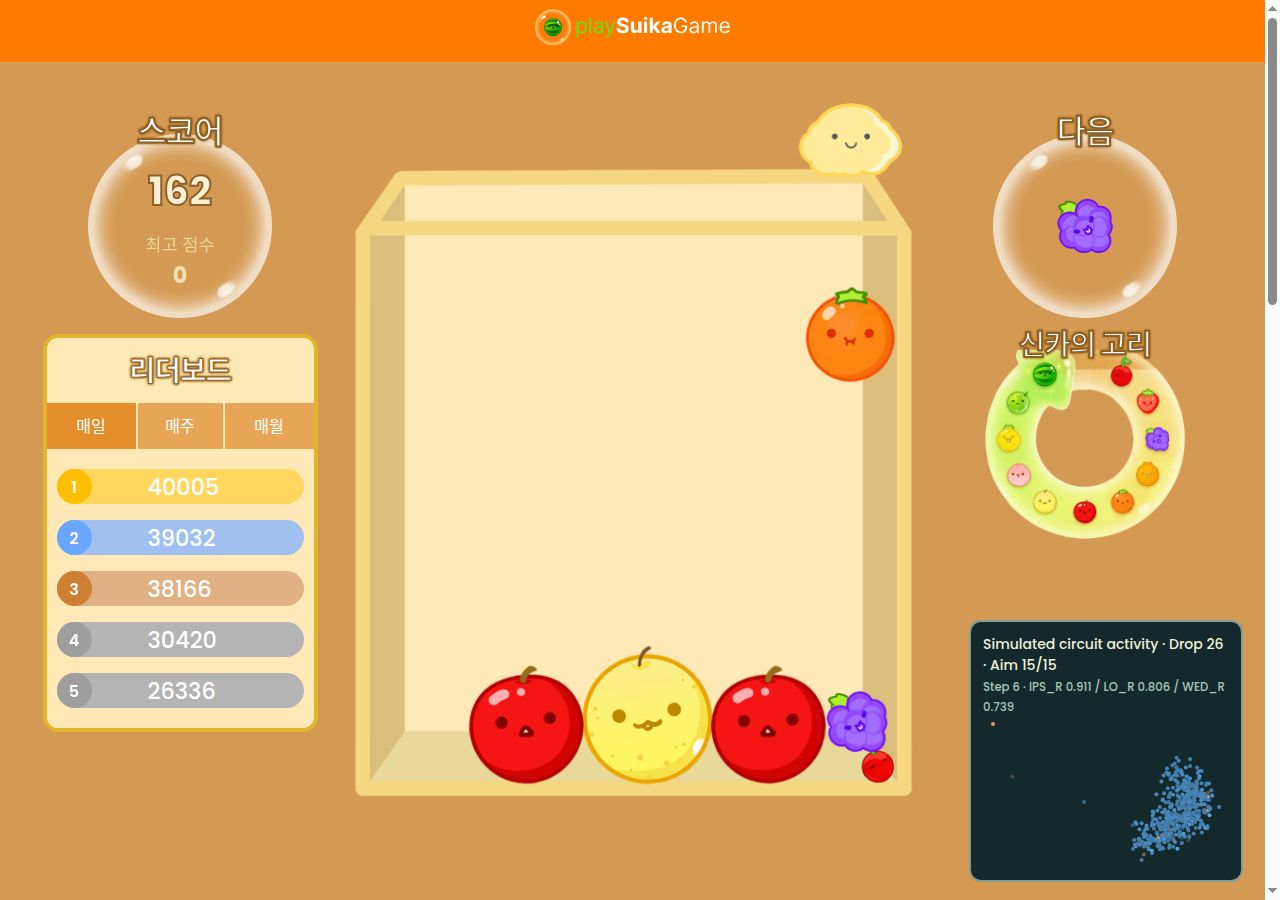 playSuikaGame
스코어
162
최고 점수
0
다음
신카의 고리
리더보드
매일 매주 매월
1 40005
2 39032
3 38166
4 30420
5 26336
Simulated circuit activity · Drop 26
· Aim 15/15
Step 6 · IPS_R 0.911 / LO_R 0.806 / WED_R
0.739